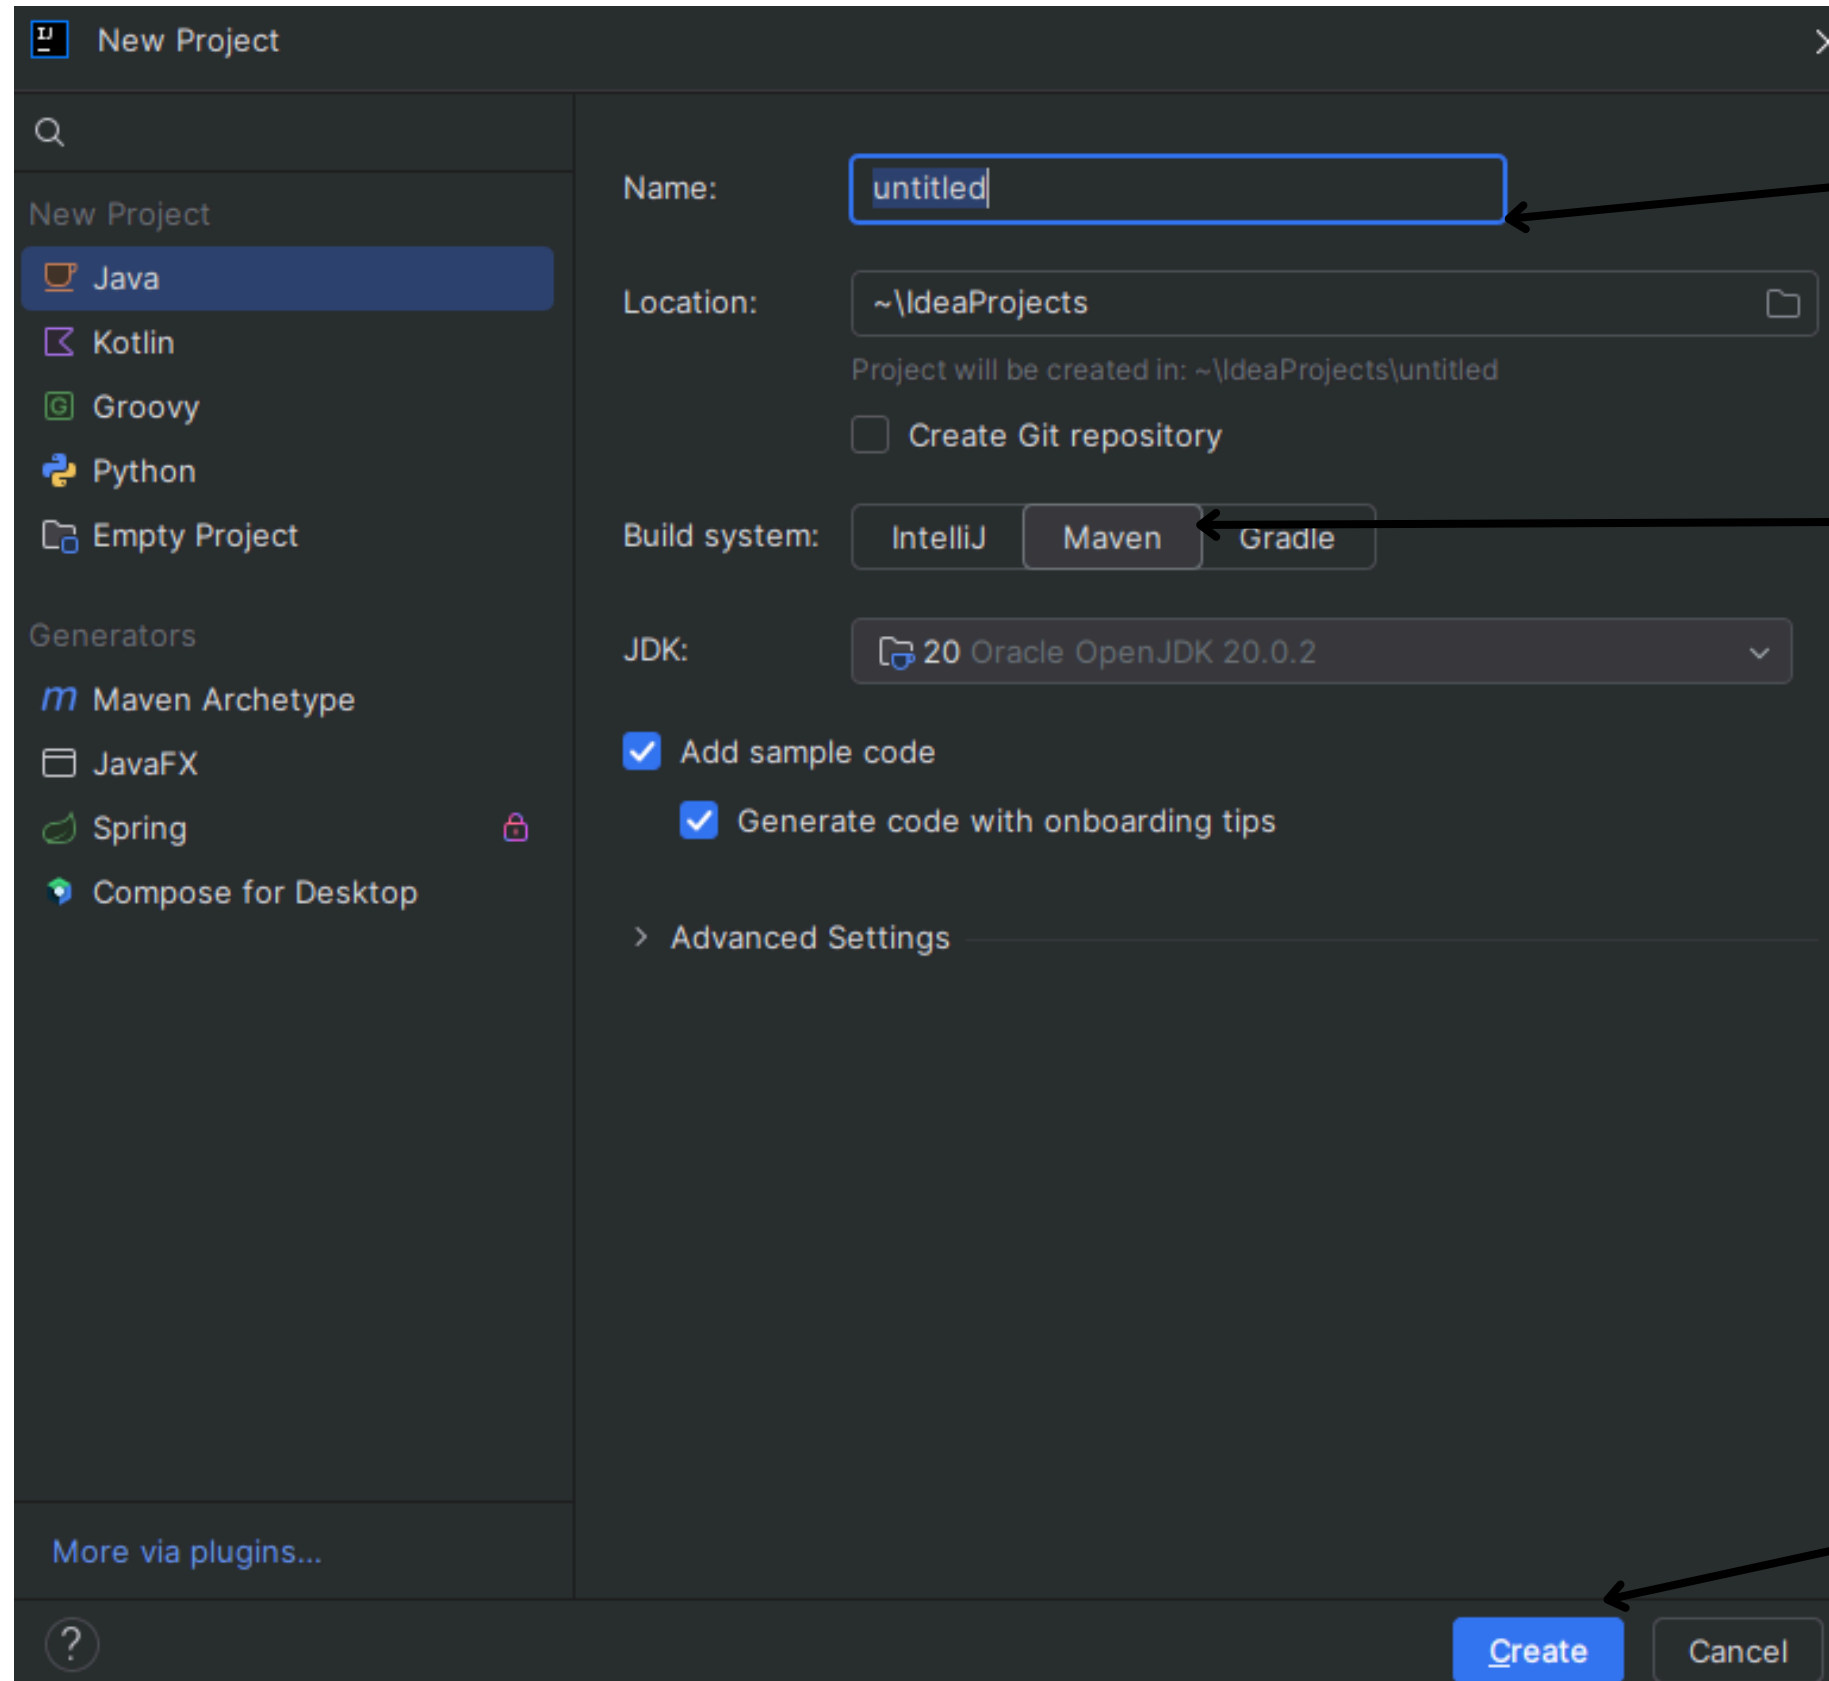 IJ
New Project
New Project
Java
Kotlin
G Groovy
Python
Empty Project
Generators
m Maven Archetype
JavaFX
Spring
Compose for Desktop
More via plugins...
Name: untitled
Location: ~\IdeaProjects
Project will be created in: ~\IdeaProjects\untitled
Create Git repository
Build system: IntelliJ Maven Gradle
JDK: 20 Oracle OpenJDK 20.0.2
Add sample code
Generate code with onboarding tips
Advanced Settings
? Create Cancel